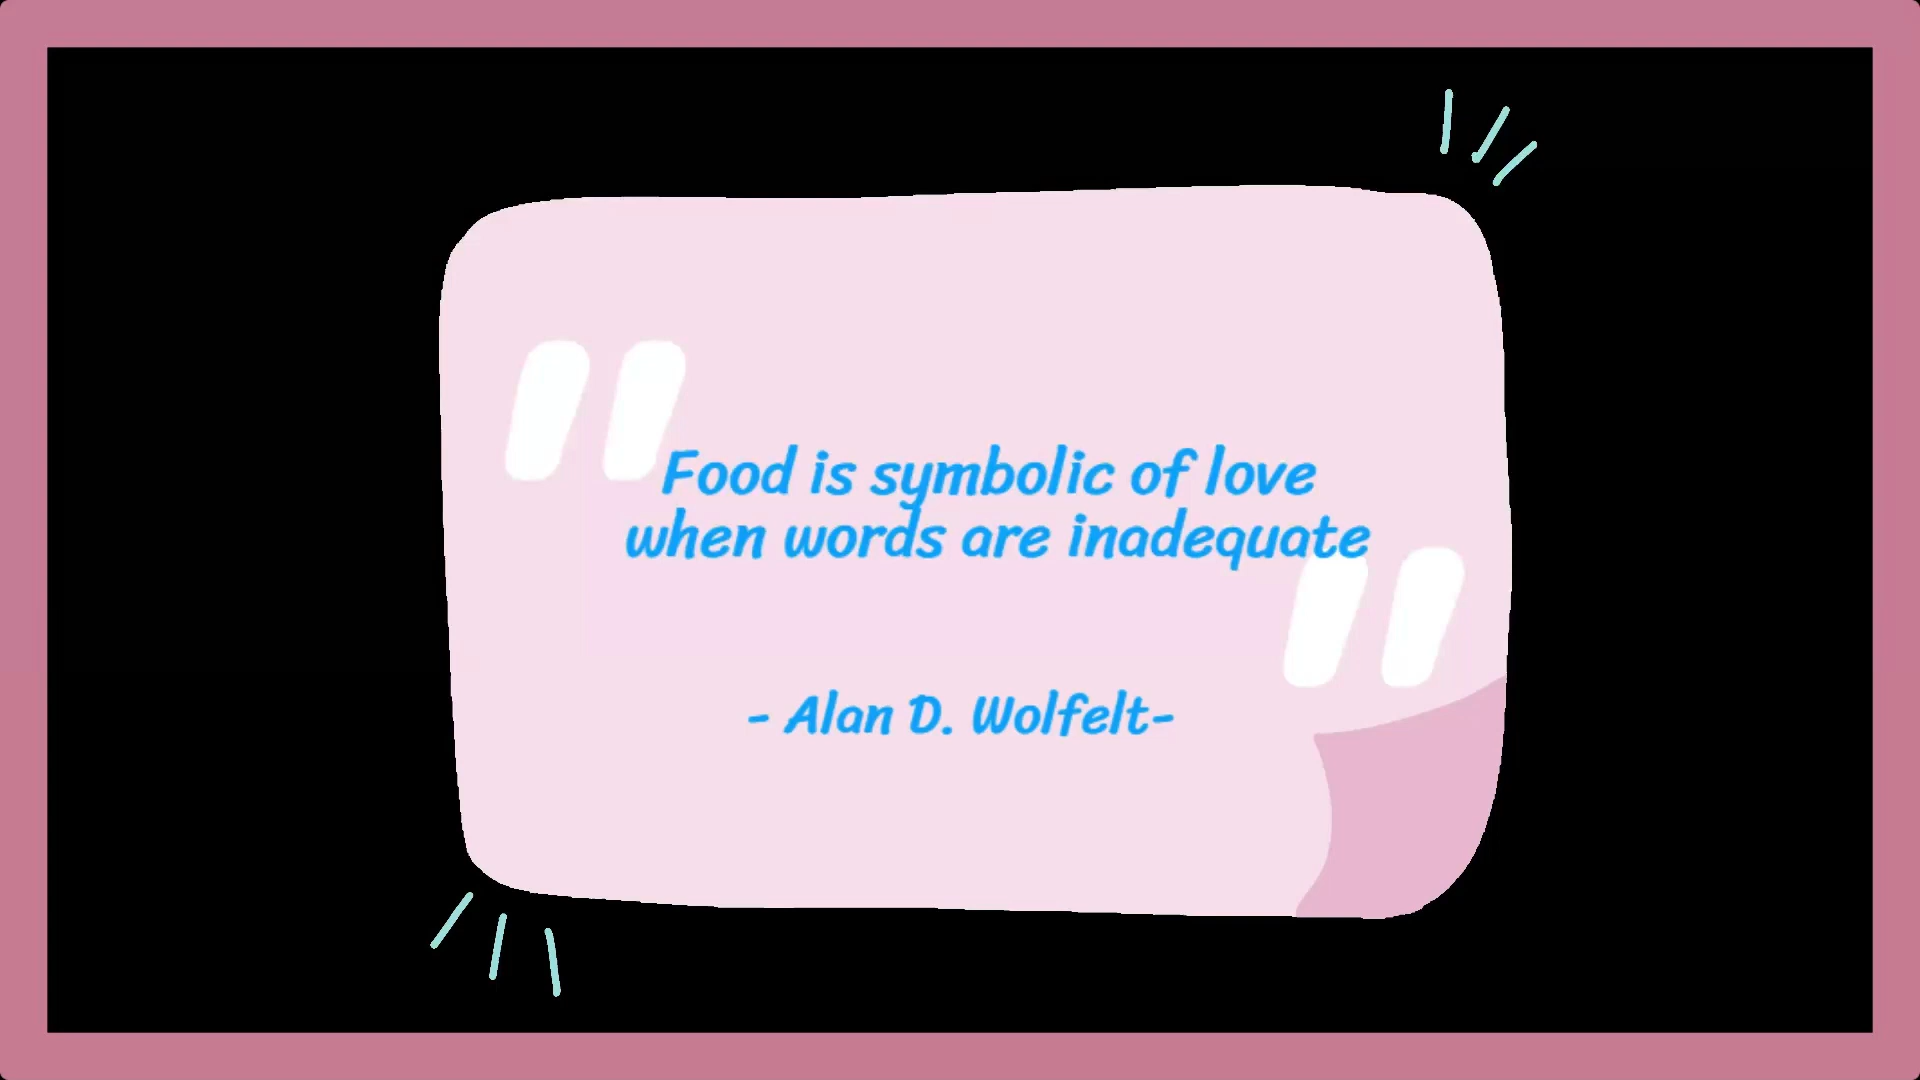 Food is symbolic of love
when words are inadequate
- Alan D. Wolfelt-